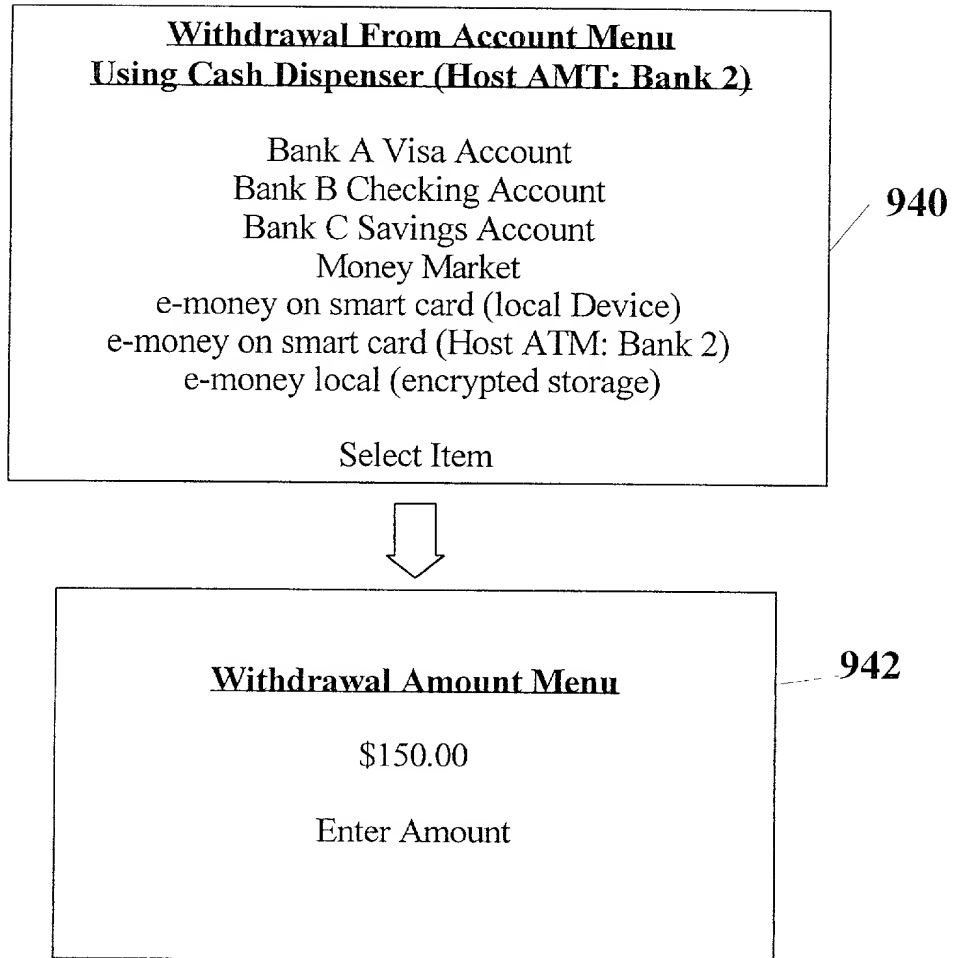 Withdrawal From Account Menu
Using Cash Dispenser (Host AMT: Bank 2)
Bank A Visa Account
Bank B Checking Account
Bank C Savings Account
Money Market
e-money on smart card (local Device)
e-money on smart card (Host ATM: Bank 2)
e-money local (encrypted storage)
Select Item
940
Withdrawal Amount Menu
$150.00
Enter Amount
942